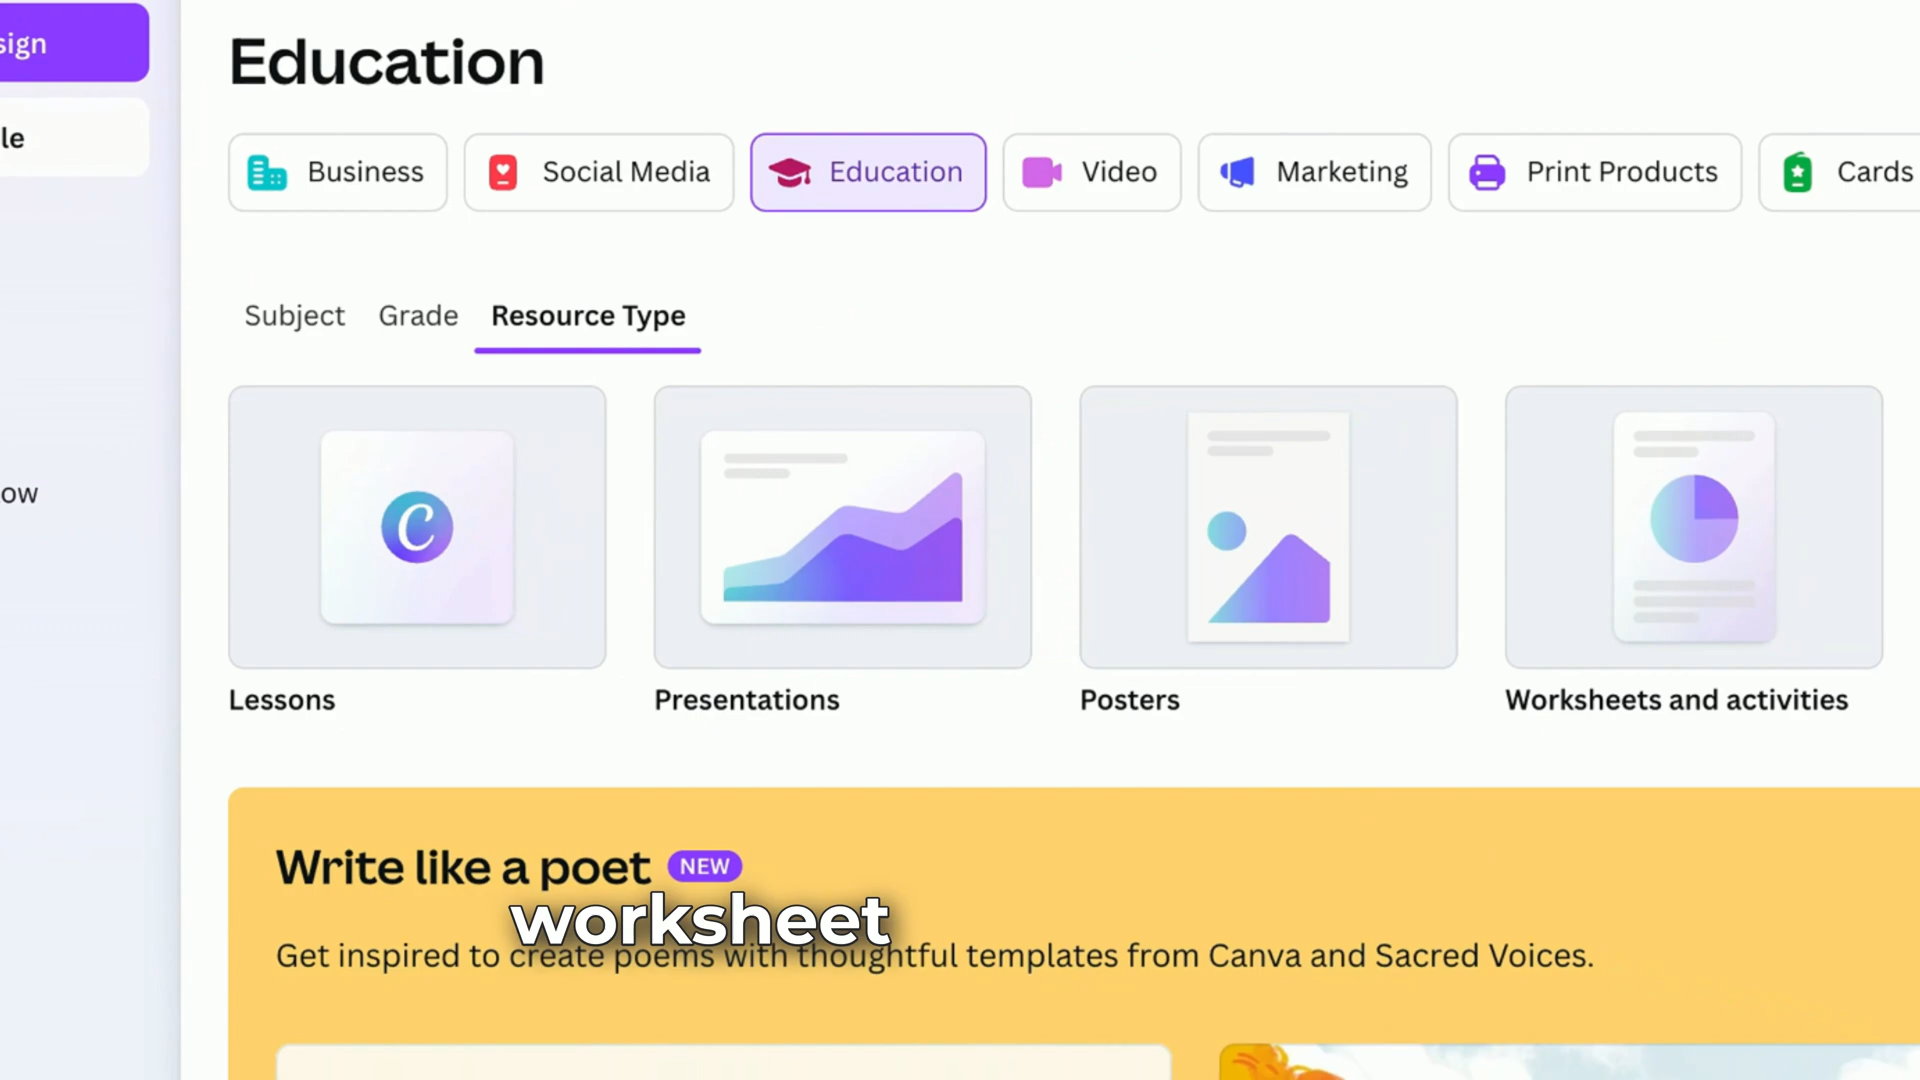 sign
le
ow
Education
Business
Social Media
Education
Video
Marketing
Print Products
Cards
Subject
Grade
Resource Type
C
Lessons
Presentations
Posters
Worksheets and activities
Write like a poet NEW
worksheet
Get inspired to create poems with thoughtful templates from Canva and Sacred Voices.